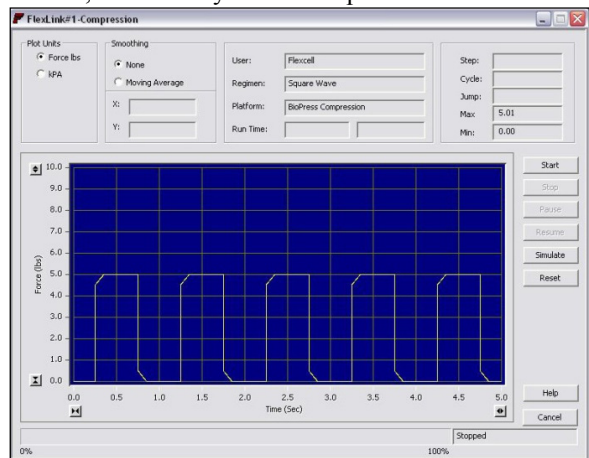 FlexLink#1-Compression
Plot Units
Force lbs
kPA
Smoothing
None
Moving Average
X:
Y:
User: Flexcell
Regimen: Square Wave
Platform: BioPress Compression
Run Time:
Step:
Cycle:
Jump:
Max 5.01
Min: 0.00
10.0
9.0
8.0
7.0
6.0
5.0
4.0
3.0
2.0
1.0
0.0
Force (lbs)
0.0 0.5 1.0 1.5 2.0 2.5 3.0 3.5 4.0 4.5 5.0
Time (Sec)
Start
Stop
Pause
Resume
Simulate
Reset
Help
Cancel
Stopped
0% 100%